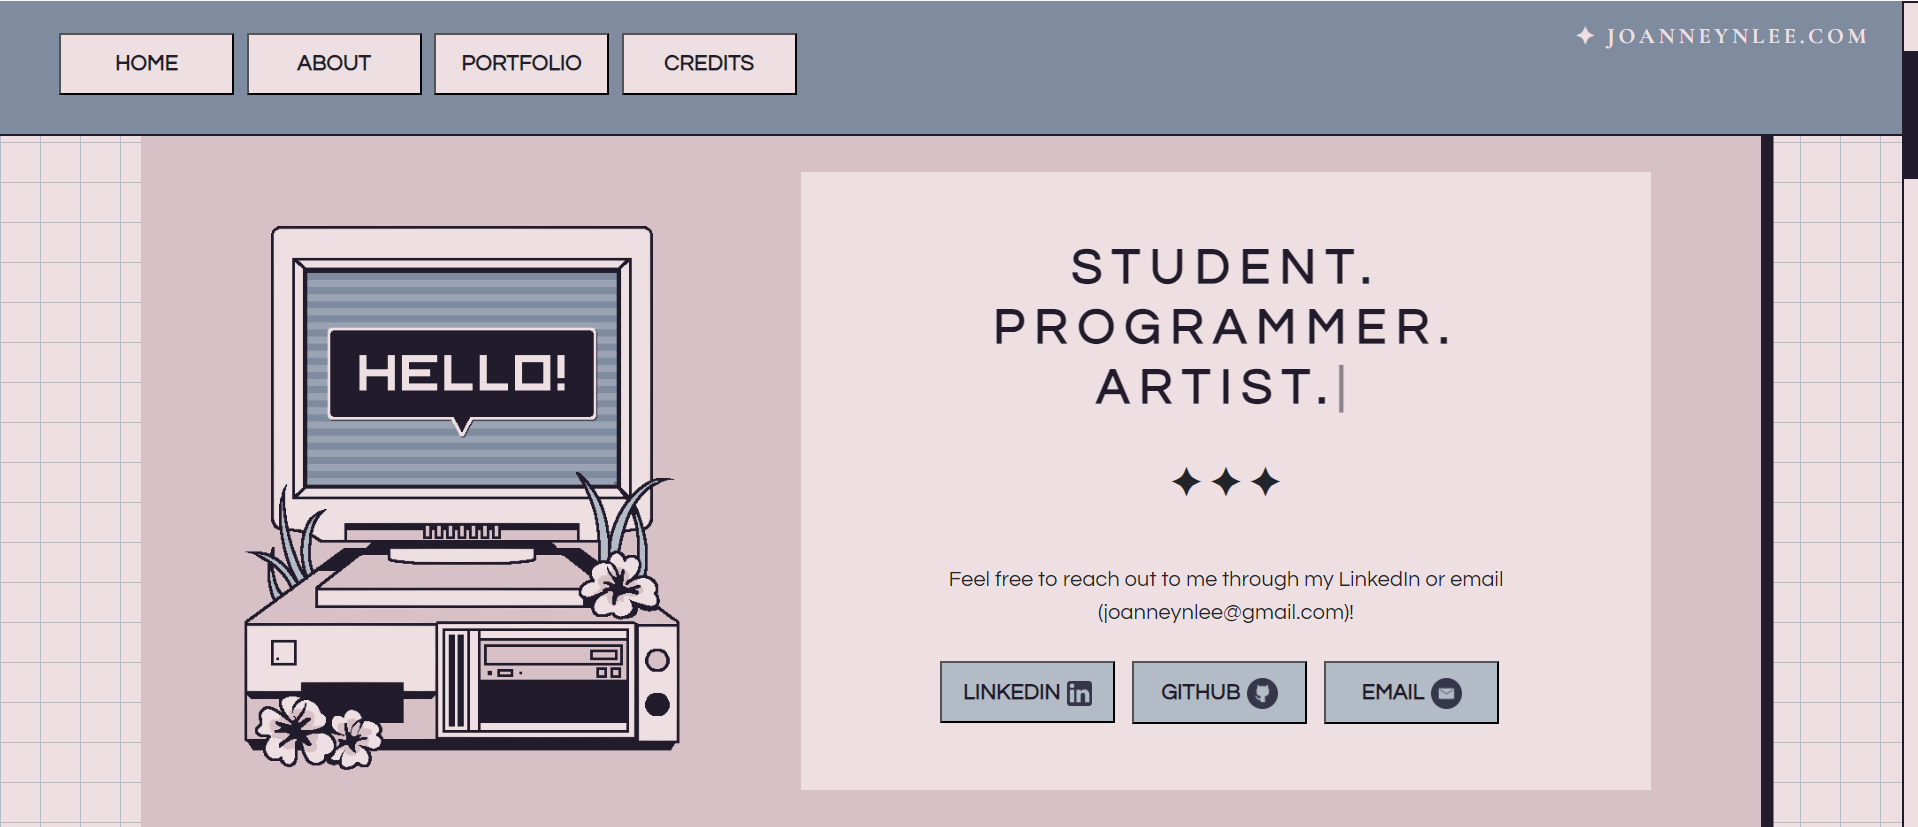 HOME
ABOUT
PORTFOLIO
CREDITS
✦ JOANNEYNLEE.COM
HELLO!
STUDENT.
PROGRAMMER.
ARTIST.|
✦✦✦
Feel free to reach out to me through my LinkedIn or email
(joanneynlee@gmail.com)!
LINKEDIN in
GITHUB
EMAIL